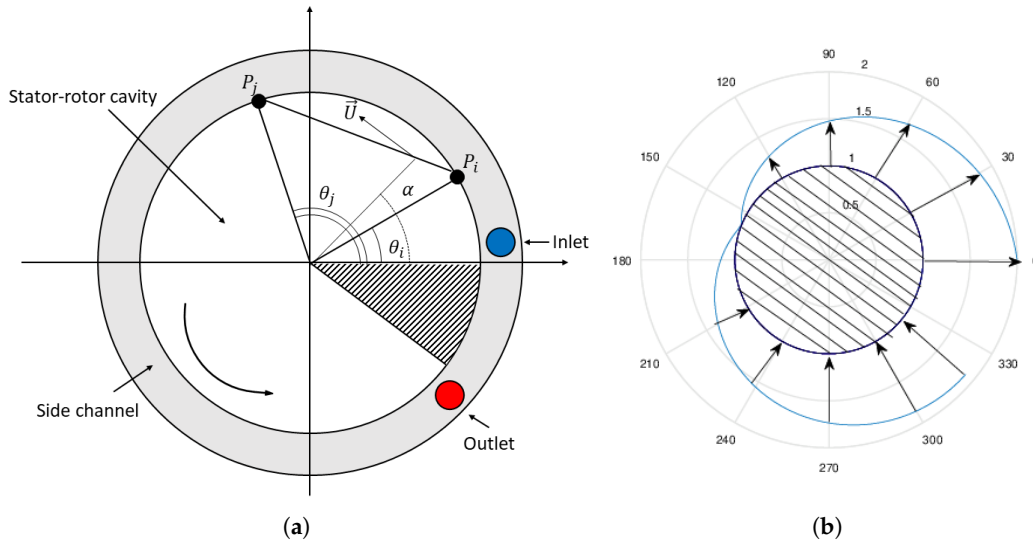 P_j
Stator-rotor cavity
\vec{U}
P_i
α
θ_j
θ_i
Inlet
Side channel
Outlet
(a)
90
120
2
60
1.5
150
1
30
0.5
180
0
210
330
240
300
270
(b)